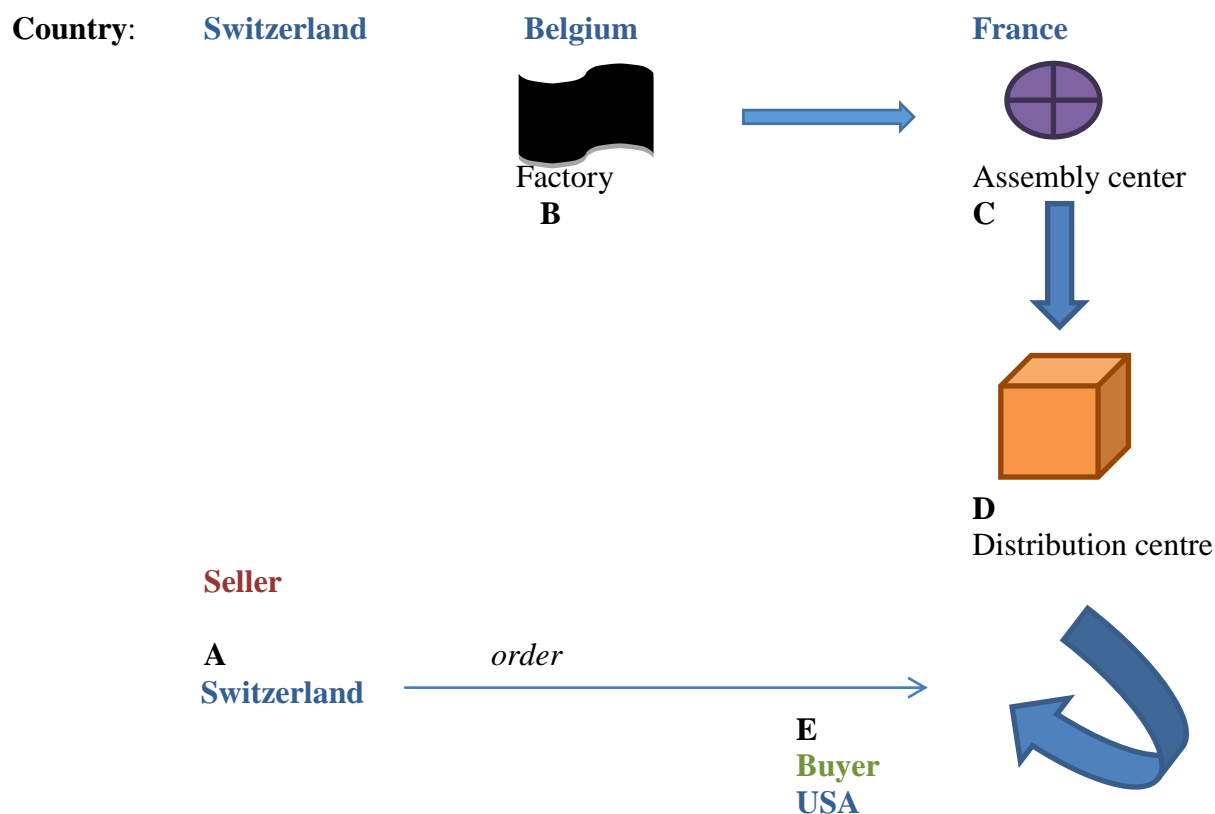 Country: Switzerland Belgium France
Factory Assembly center
B C
D
Distribution centre
Seller
A order
Switzerland
E
Buyer
USA